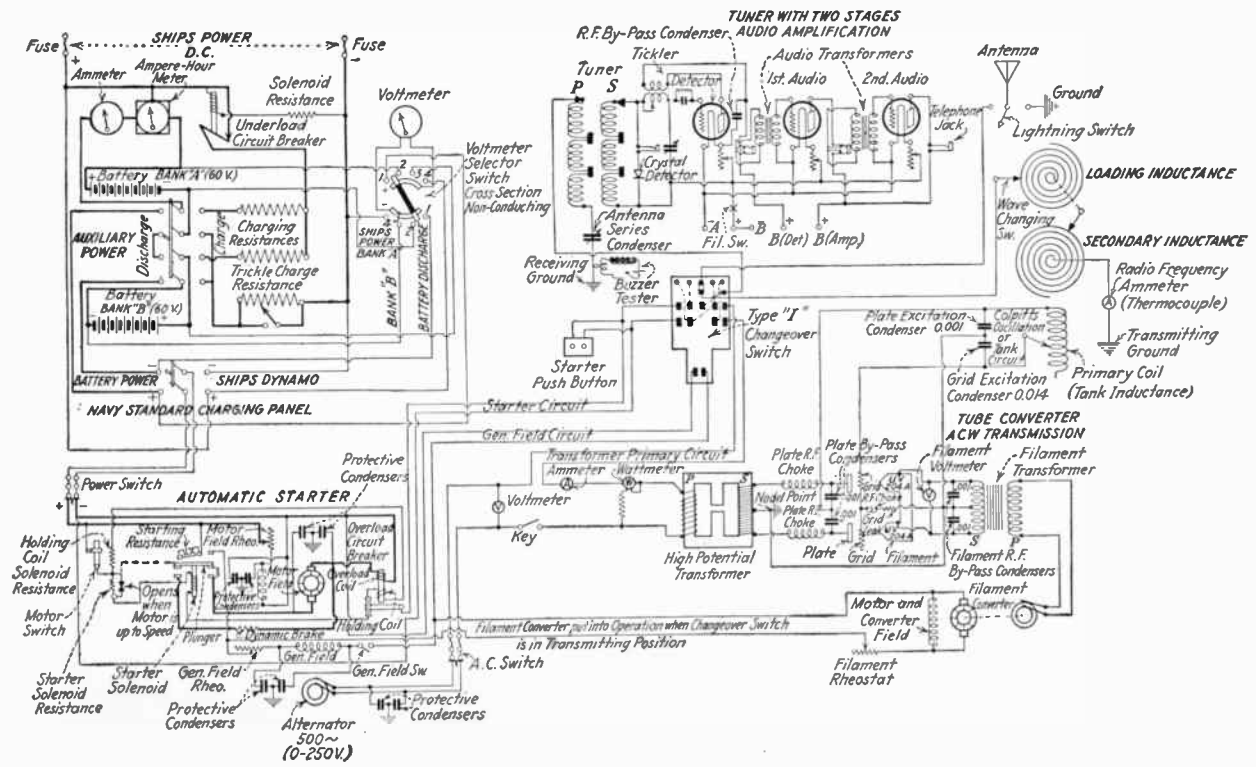 SHIPS POWER
D.C.
Fuse
Fuse
+
-
Ammeter
Ampere-Hour
Meter
Solenoid
Resistance
Underload
Circuit Breaker
Voltmeter
Voltmeter
Selector
Switch
Cross Section
Non-Conducting
+ Battery BANK "A" (60 V.) -
AUXILIARY
POWER
Discharge
Charge
Charging
Resistances
Trickle Charge
Resistance
Battery
BANK "B" (60 V.)
SHIPS
POWER
BANK "A"
BANK "B"
BATTERY DISCHARGE
BATTERY POWER
SHIPS DYNAMO
NAVY STANDARD CHARGING PANEL
TUNER WITH TWO STAGES
AUDIO AMPLIFICATION
R.F. By-Pass Condenser
Tickler
Audio Transformers
Tuner
P S
Detector
1st. Audio
2nd. Audio
Telephone
Jack
Crystal
Detector
Antenna
Series
Condenser
A
Fil. Sw.
B
B (Det)
B (Amp.)
Receiving
Ground
Buzzer
Tester
Antenna
Ground
Lightning Switch
LOADING INDUCTANCE
Wave
Changing
Sw.
SECONDARY INDUCTANCE
Radio Frequency
Ammeter
(Thermocouple)
Transmitting
Ground
Type "I"
Changeover
Switch
Starter
Push Button
Plate Excitation
Condenser 0.001
Colpitts
Oscillation
or
Tank
Circuit
Grid Excitation
Condenser 0.014
Primary Coil
(Tank Inductance)
Starter Circuit
Gen. Field Circuit
Transformer Primary Circuit
Ammeter
Wattmeter
Voltmeter
Key
P S
High Potential
Transformer
TUBE CONVERTER
ACW TRANSMISSION
Plate R.F.
Choke
Plate By-Pass
Condensers
Filament
Voltmeter
Filament
Transformer
Nodal Point
Plate R.F.
Choke
Grid
R.F. Choke
Grid
Plate
Grid
Filament
S P
Filament R.F.
By-Pass Condensers
Filament
Converter
Motor and
Converter
Field
Filament
Rheostat
Filament Converter put into Operation when Changeover Switch
is in Transmitting Position
Power Switch
+ -
AUTOMATIC STARTER
Protective
Condensers
Holding
Coil
Solenoid
Resistance
Starting
Resistance
Motor
Field Rheo.
Overload
Circuit
Breaker
Overload
Coil
Motor
Field
Protective
Condensers
Motor
Switch
Opens
when
Motor is
up to Speed
Plunger
Dynamic Brake
Holding Coil
Gen. Field
Starter
Solenoid
Resistance
Starter
Solenoid
Gen. Field
Rheo.
Gen. Field Sw.
A.C. Switch
Protective
Condensers
Alternator
500~
(0-250V.)
Protective
Condensers